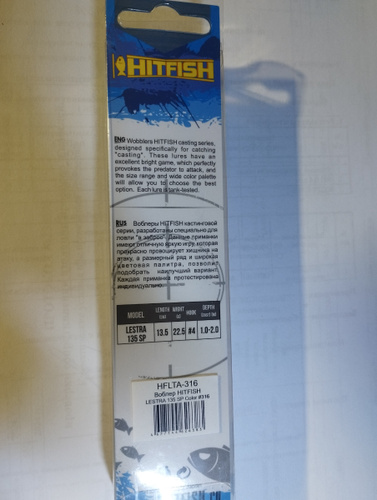 HITFISH
ENG Wobblers HITFISH casting series,
designed specifically for catching
"casting". These lures have an
excellent bright game, which perfectly
provokes the predator to attack, and
the size range and wide color palette
will allow you to choose the best
option. Each lure is tank-tested.
RUS Воблеры HITFISH кастинговой
серии, разработаны специально для
ловли "в заброс". Данные приманки
имеют отличную яркую игру, которая
прекрасно провоцирует хищника на
атаку, а размерный ряд и широкая
цветовая палитра, позволит
подобрать наилучший вариант.
Каждая приманка протестирована
индивидуально
MODEL LENGTH WEIGHT HOOK DEPTH
LESTRA 135 SP 13.5 22.5 #4 1.0-2.0
HFLTA-316
Воблер HITFISH
LESTRA 135 SP Color #316